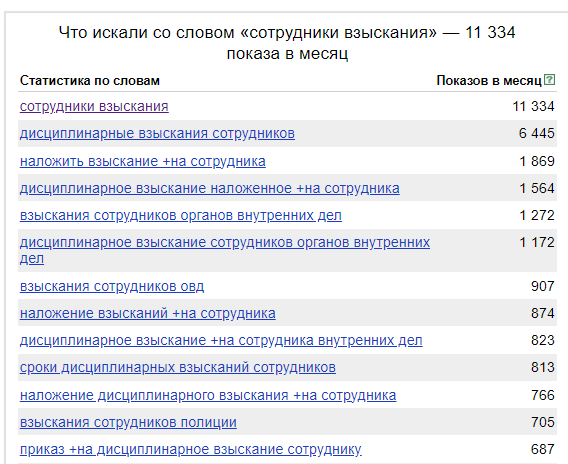 Что искали со словом «сотрудники взыскания» — 11 334
показа в месяц
Статистика по словам Показов в месяц ?
сотрудники взыскания 11 334
дисциплинарные взыскания сотрудников 6 445
наложить взыскание +на сотрудника 1 869
дисциплинарное взыскание наложенное +на сотрудника 1 564
взыскания сотрудников органов внутренних дел 1 272
дисциплинарное взыскание сотрудников органов внутренних 1 172
дел
взыскания сотрудников овд 907
наложение взысканий +на сотрудника 874
дисциплинарное взыскание +на сотрудника внутренних дел 823
сроки дисциплинарных взысканий сотрудников 813
наложение дисциплинарного взыскания +на сотрудника 766
взыскания сотрудников полиции 705
приказ +на дисциплинарное взыскание сотруднику 687